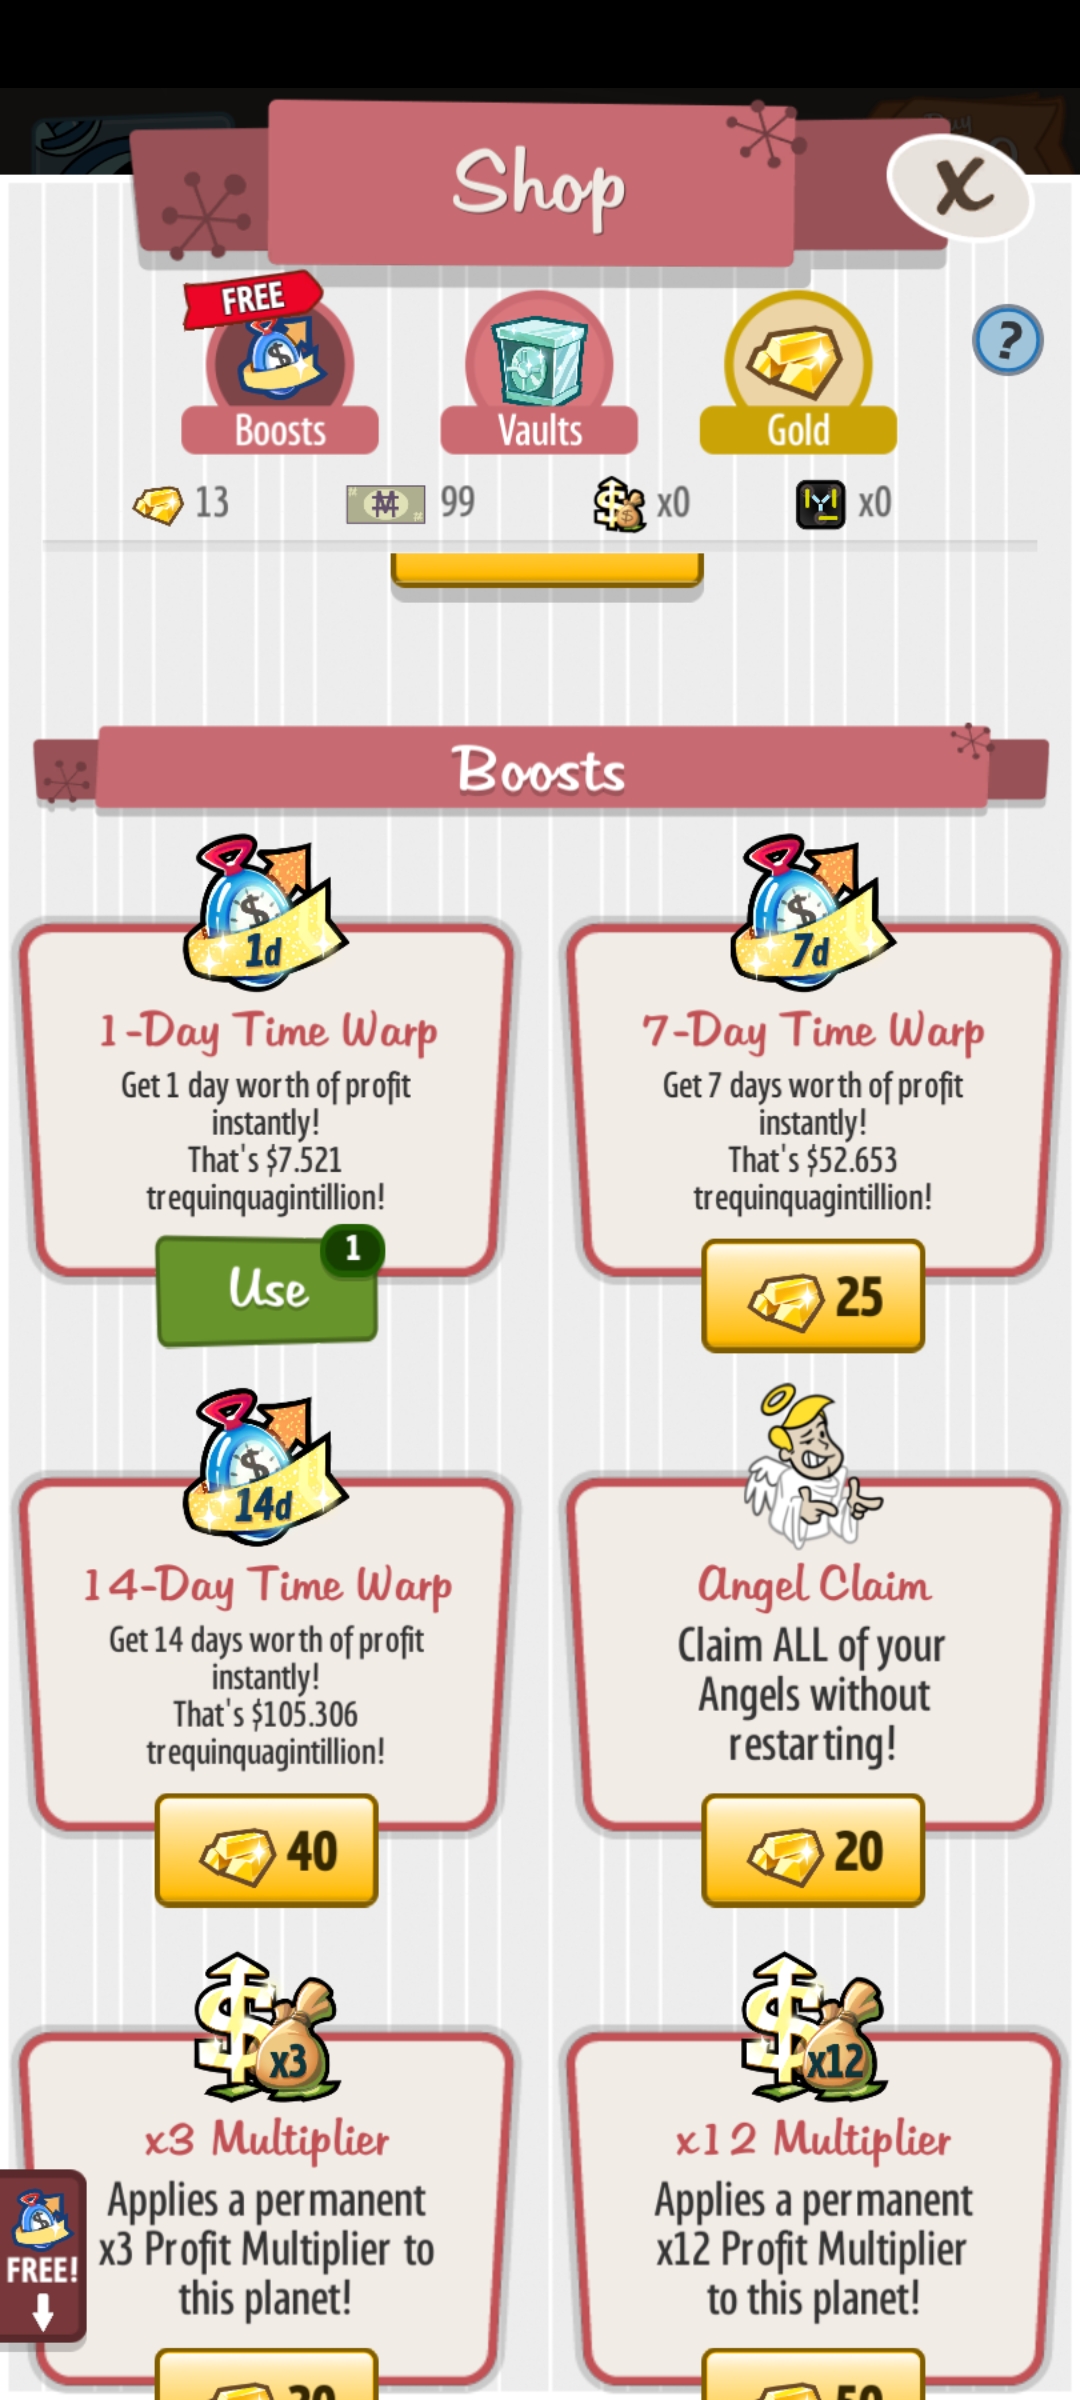 Shop
x
FREE
?
Boosts
Vaults
Gold
13
99
x0
x0
Boosts
1d
1-Day Time Warp
Get 1 day worth of profit
instantly!
That's $7.521
trequinquagintillion!
Use
1
7d
7-Day Time Warp
Get 7 days worth of profit
instantly!
That's $52.653
trequinquagintillion!
25
14d
14-Day Time Warp
Get 14 days worth of profit
instantly!
That's $105.306
trequinquagintillion!
40
Angel Claim
Claim ALL of your
Angels without
restarting!
20
x3
x3 Multiplier
Applies a permanent
x3 Profit Multiplier to
this planet!
x12
x12 Multiplier
Applies a permanent
x12 Profit Multiplier
to this planet!
FREE!